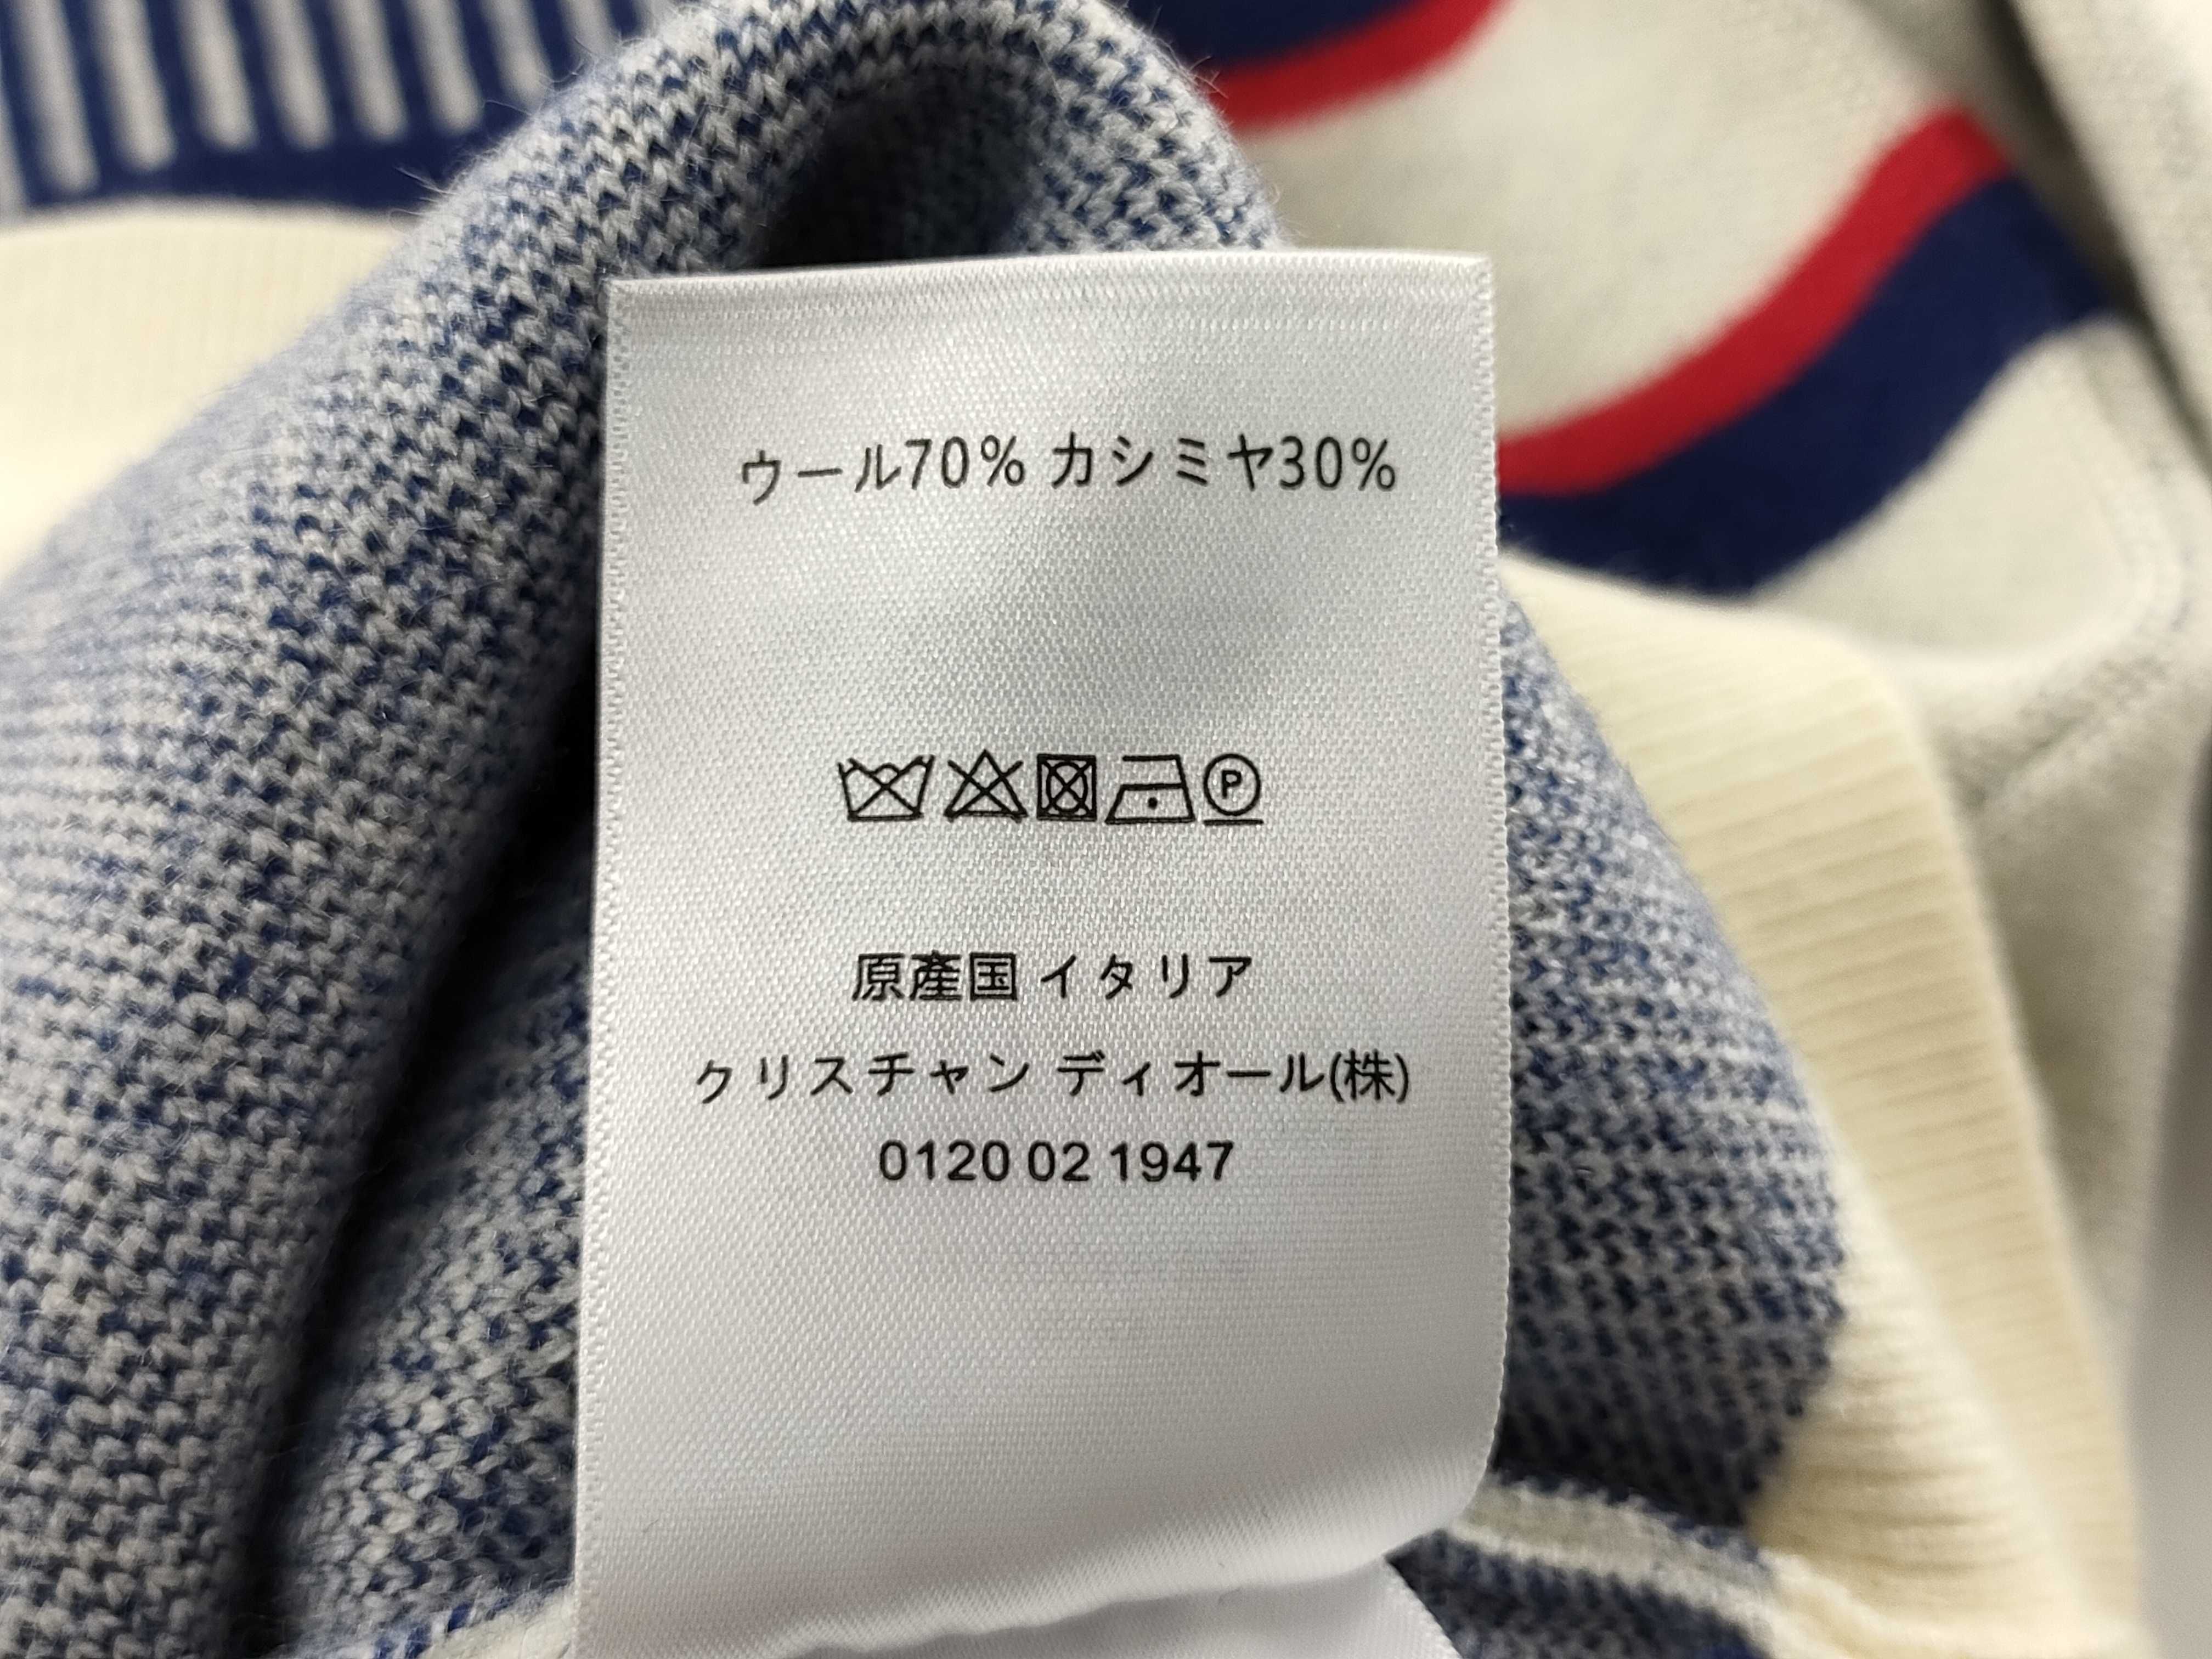 ウール70% カシミヤ30%
P
原産国 イタリア
クリスチャン ディオール(株)
0120 02 1947